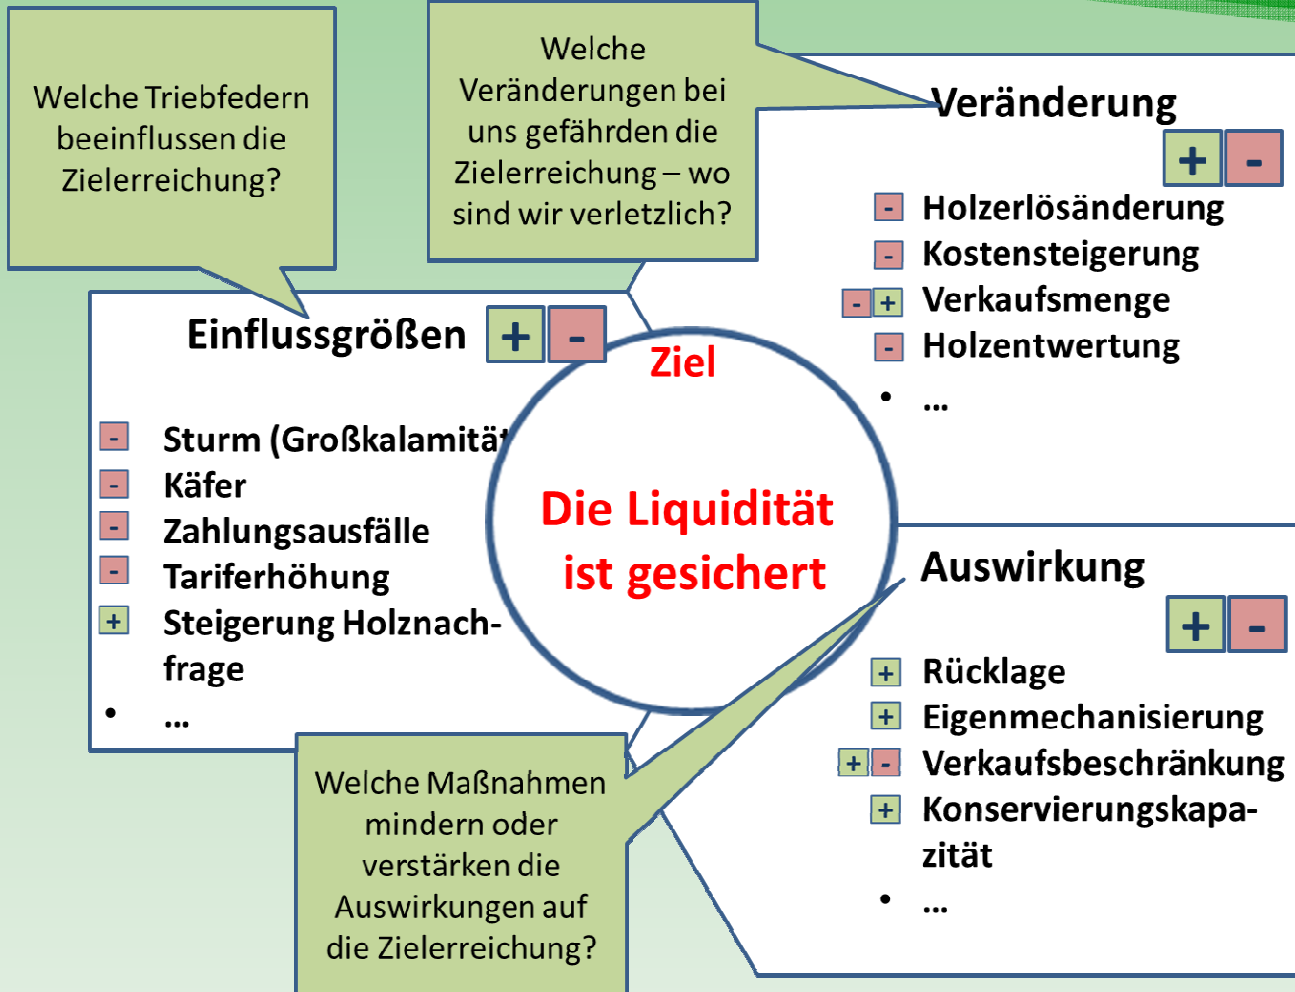 Welche Triebfedern
beeinflussen die
Zielerreichung?
Welche
Veränderungen bei
uns gefährden die
Zielerreichung – wo
sind wir verletzlich?
Veränderung
+ -
- Holzerlösänderung
- Kostensteigerung
- + Verkaufsmenge
- Holzentwertung
• ...
Einflussgrößen + -
- Sturm (Großkalamität
- Käfer
- Zahlungsausfälle
- Tariferhöhung
+ Steigerung Holznach-
frage
• ...
Ziel
Die Liquidität
ist gesichert
Auswirkung
+ -
+ Rücklage
+ Eigenmechanisierung
+ - Verkaufsbeschränkung
+ Konservierungskapa-
zität
• ...
Welche Maßnahmen
mindern oder
verstärken die
Auswirkungen auf
die Zielerreichung?